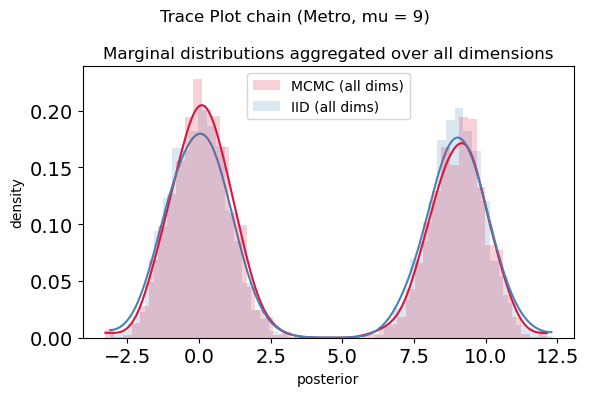 Trace Plot chain (Metro, mu = 9)
Marginal distributions aggregated over all dimensions
MCMC (all dims)
IID (all dims)
density
0.20
0.15
0.10
0.05
0.00
−2.5 0.0 2.5 5.0 7.5 10.0 12.5
posterior